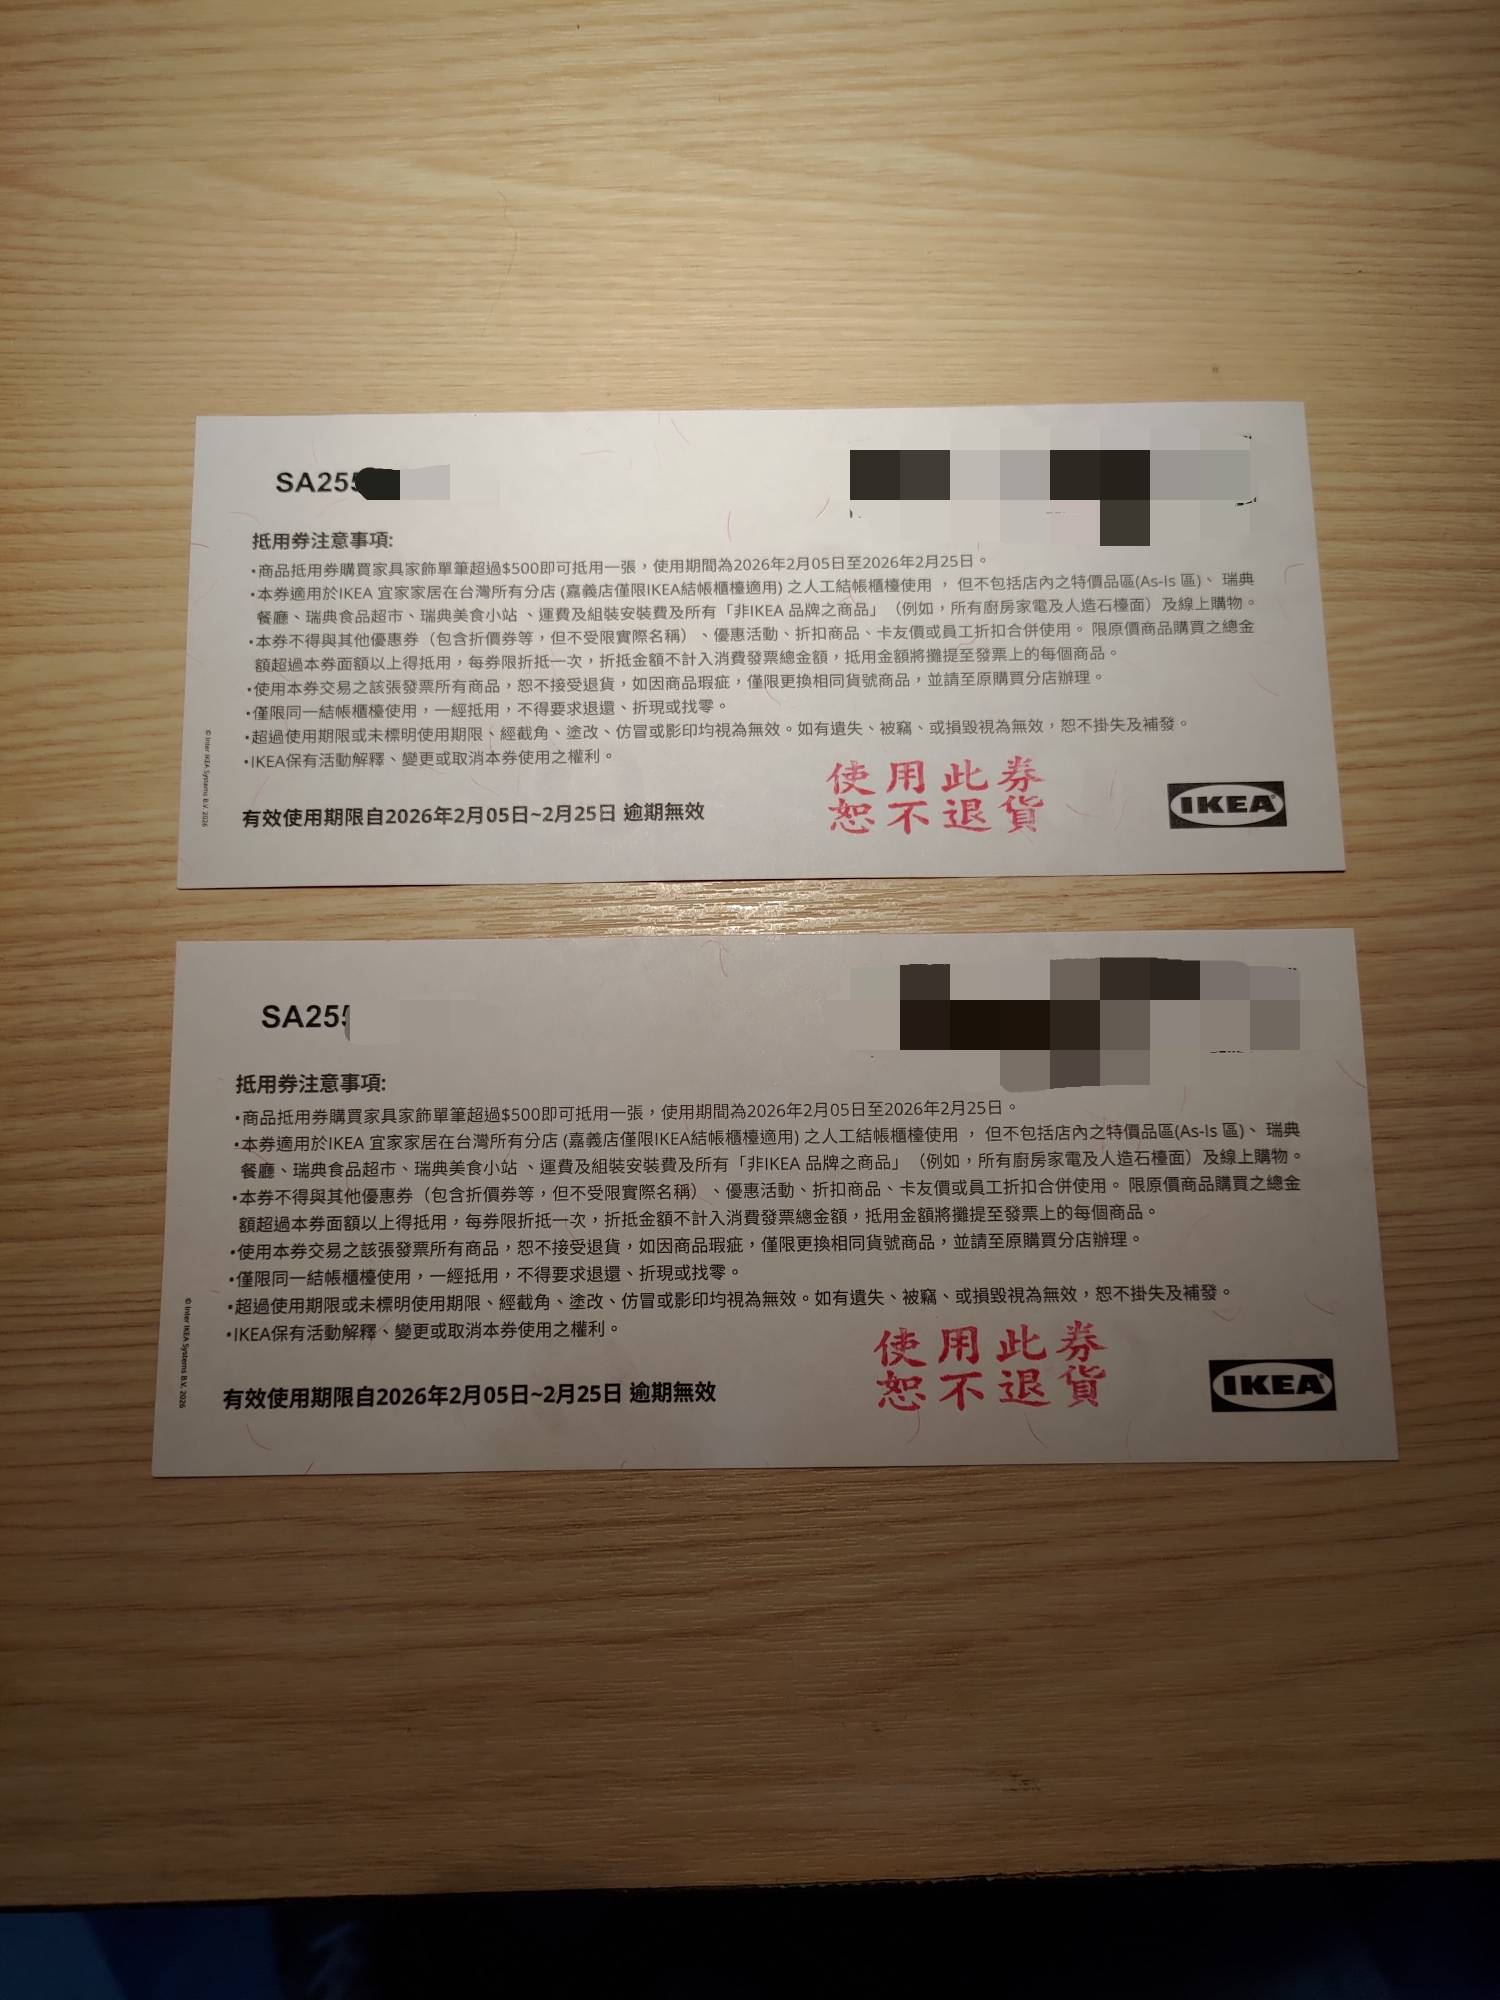 SA255
抵用券注意事項:
•商品抵用券購買家具家飾單筆超過$500即可抵用一張，使用期間為2026年2月05日至2026年2月25日。
•本券適用於IKEA 宜家家居在台灣所有分店 (嘉義店僅限IKEA結帳櫃檯適用) 之人工結帳櫃檯使用 ， 但不包括店內之特價品區(As-Is 區)、 瑞典
餐廳、瑞典食品超市、瑞典美食小站 、運費及組裝安裝費及所有「非IKEA 品牌之商品」（例如，所有廚房家電及人造石檯面）及線上購物。
•本券不得與其他優惠券（包含折價券等，但不受限實際名稱）、優惠活動、折扣商品、卡友價或員工折扣合併使用。 限原價商品購買之總金
額超過本券面額以上得抵用，每券限折抵一次，折抵金額不計入消費發票總金額，抵用金額將攤提至發票上的每個商品。
•使用本券交易之該張發票所有商品，恕不接受退貨，如因商品瑕疵，僅限更換相同貨號商品，並請至原購買分店辦理。
•僅限同一結帳櫃檯使用，一經抵用，不得要求退還、折現或找零。
•超過使用期限或未標明使用期限、經截角、塗改、仿冒或影印均視為無效。如有遺失、被竊、或損毀視為無效，恕不掛失及補發。
•IKEA保有活動解釋、變更或取消本券使用之權利。
有效使用期限自2026年2月05日~2月25日 逾期無效
使用此券
恕不退貨
IKEA
© Inter IKEA Systems B.V. 2026
SA255
抵用券注意事項:
•商品抵用券購買家具家飾單筆超過$500即可抵用一張，使用期間為2026年2月05日至2026年2月25日。
•本券適用於IKEA 宜家家居在台灣所有分店 (嘉義店僅限IKEA結帳櫃檯適用) 之人工結帳櫃檯使用 ， 但不包括店內之特價品區(As-Is 區)、 瑞典
餐廳、瑞典食品超市、瑞典美食小站 、運費及組裝安裝費及所有「非IKEA 品牌之商品」（例如，所有廚房家電及人造石檯面）及線上購物。
•本券不得與其他優惠券（包含折價券等，但不受限實際名稱）、優惠活動、折扣商品、卡友價或員工折扣合併使用。 限原價商品購買之總金
額超過本券面額以上得抵用，每券限折抵一次，折抵金額不計入消費發票總金額，抵用金額將攤提至發票上的每個商品。
•使用本券交易之該張發票所有商品，恕不接受退貨，如因商品瑕疵，僅限更換相同貨號商品，並請至原購買分店辦理。
•僅限同一結帳櫃檯使用，一經抵用，不得要求退還、折現或找零。
•超過使用期限或未標明使用期限、經截角、塗改、仿冒或影印均視為無效。如有遺失、被竊、或損毀視為無效，恕不掛失及補發。
•IKEA保有活動解釋、變更或取消本券使用之權利。
有效使用期限自2026年2月05日~2月25日 逾期無效
使用此券
恕不退貨
IKEA
© Inter IKEA Systems B.V. 2026